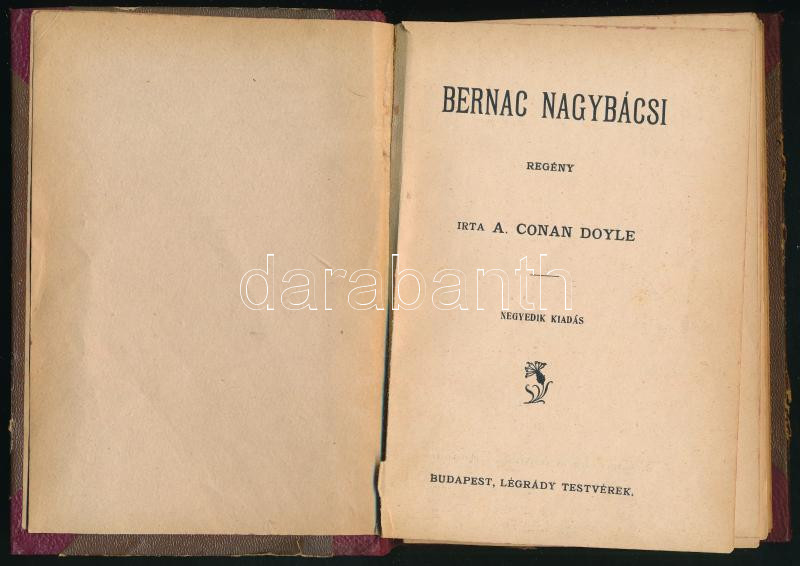 BERNAC NAGYBÁCSI
REGÉNY
IRTA A. CONAN DOYLE
darabanth
NEGYEDIK KIADÁS
BUDAPEST, LÉGRÁDY TESTVÉREK.